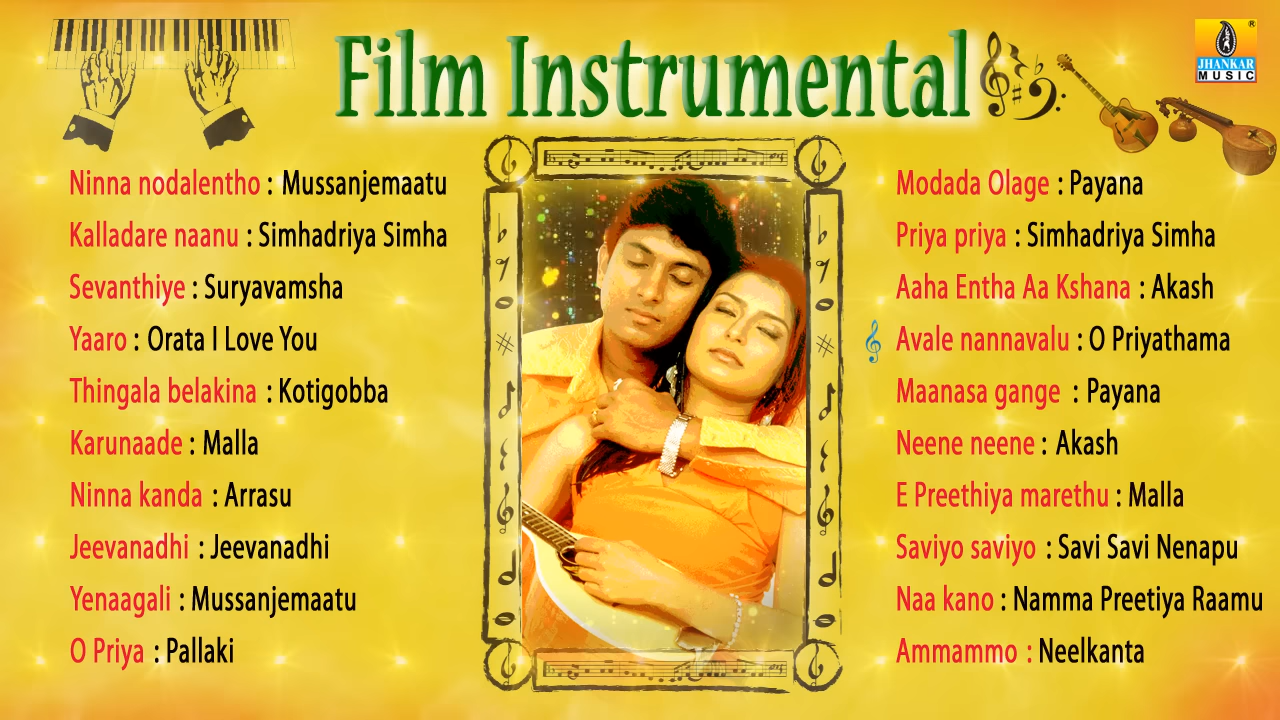 Film Instrumental
JHANKAR
MUSIC
®
Ninna nodalentho : Mussanjemaatu
Kalladare naanu : Simhadriya Simha
Sevanthiye : Suryavamsha
Yaaro : Orata I Love You
Thingala belakina : Kotigobba
Karunaade : Malla
Ninna kanda : Arrasu
Jeevanadhi : Jeevanadhi
Yenaagali : Mussanjemaatu
O Priya : Pallaki
Modada Olage : Payana
Priya priya : Simhadriya Simha
Aaha Entha Aa Kshana : Akash
Avale nannavalu : O Priyathama
Maanasa gange : Payana
Neene neene : Akash
E Preethiya marethu : Malla
Saviyo saviyo : Savi Savi Nenapu
Naa kano : Namma Preetiya Raamu
Ammammo : Neelkanta